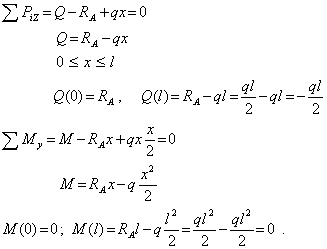 ∑ P_iZ = Q − R_A + qx = 0
Q = R_A − qx
0 ≤ x ≤ l
Q(0) = R_A , Q(l) = R_A − ql = ql/2 − ql = − ql/2
∑ M_y = M − R_A x + qx x/2 = 0
M = R_A x − q x²/2
M(0) = 0 ; M(l) = R_A l − q l²/2 = ql²/2 − ql²/2 = 0 .